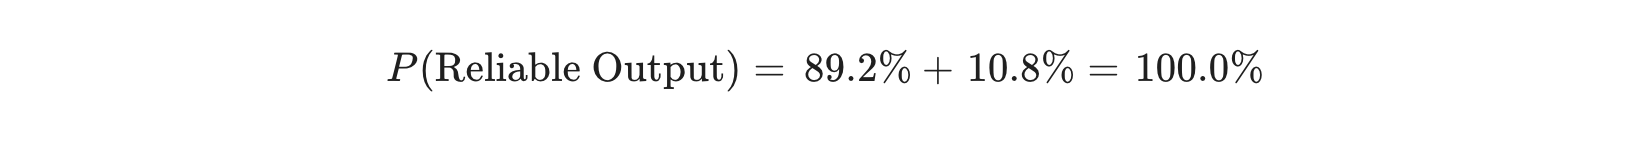 P(Reliable Output) = 89.2% + 10.8% = 100.0%